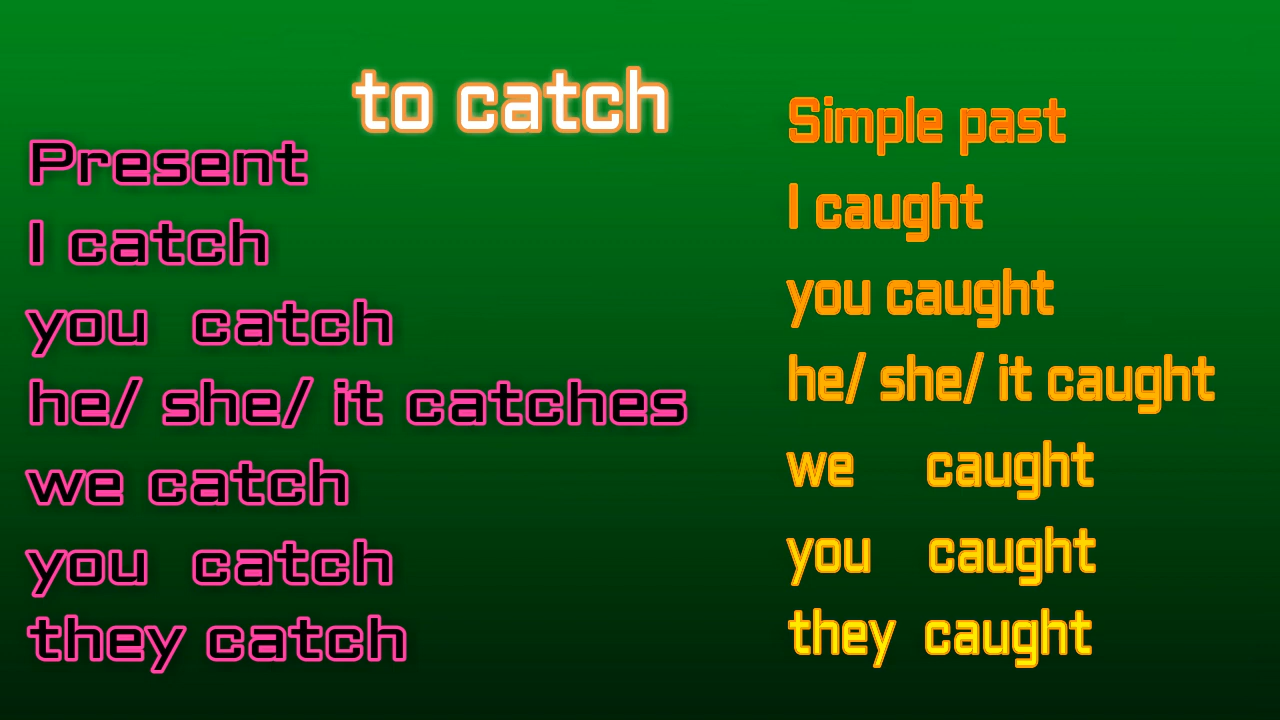 to catch
Present
I catch
you catch
he/ she/ it catches
we catch
you catch
they catch
Simple past
I caught
you caught
he/ she/ it caught
we caught
you caught
they caught